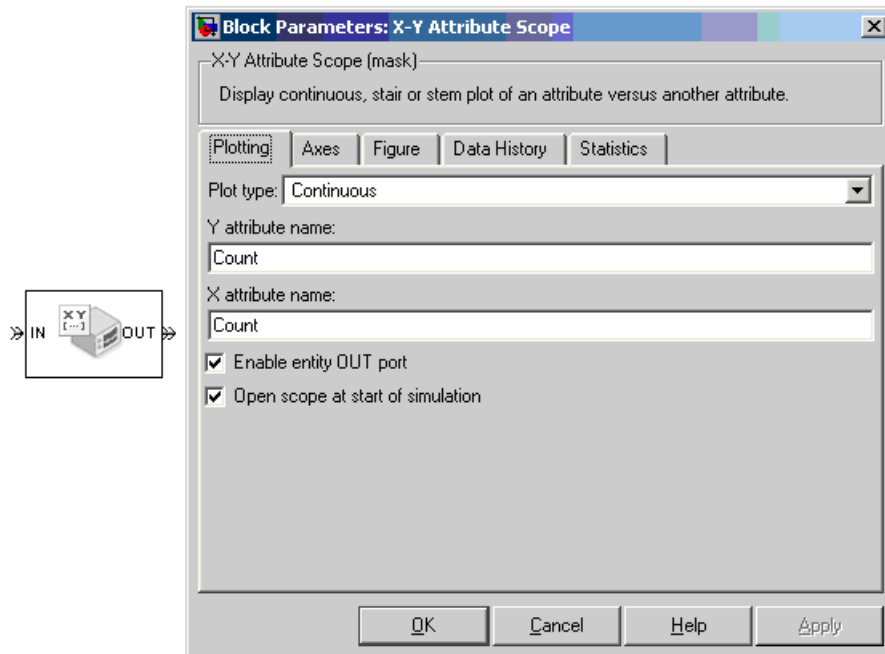 Block Parameters: X-Y Attribute Scope
X-Y Attribute Scope (mask)
Display continuous, stair or stem plot of an attribute versus another attribute.
Plotting Axes Figure Data History Statistics
Plot type: Continuous
Y attribute name:
Count
X attribute name:
Count
Enable entity OUT port
Open scope at start of simulation
OK Cancel Help Apply
X Y
[...]
IN OUT